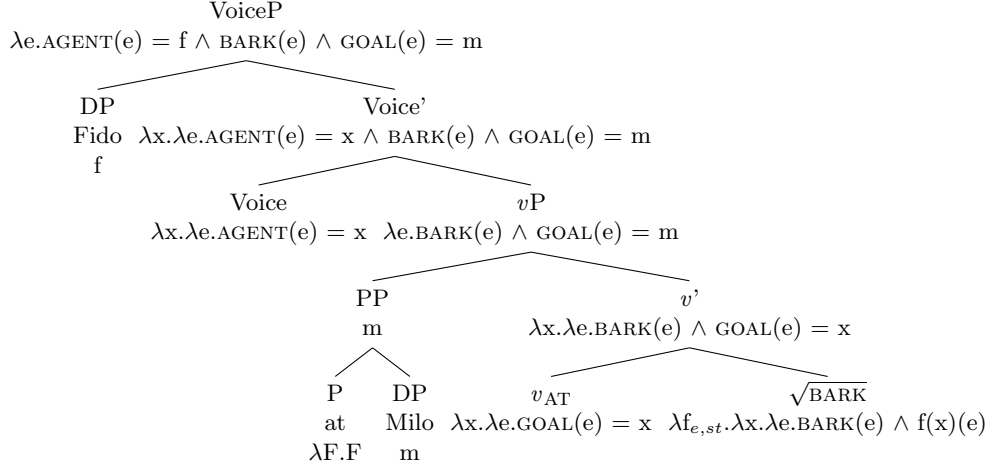 VoiceP
λe.AGENT(e) = f ∧ BARK(e) ∧ GOAL(e) = m
DP Voice'
Fido λx.λe.AGENT(e) = x ∧ BARK(e) ∧ GOAL(e) = m
f
Voice vP
λx.λe.AGENT(e) = x λe.BARK(e) ∧ GOAL(e) = m
PP v'
m λx.λe.BARK(e) ∧ GOAL(e) = x
P DP v_AT √BARK
at Milo λx.λe.GOAL(e) = x λf_e,st.λx.λe.BARK(e) ∧ f(x)(e)
λF.F m